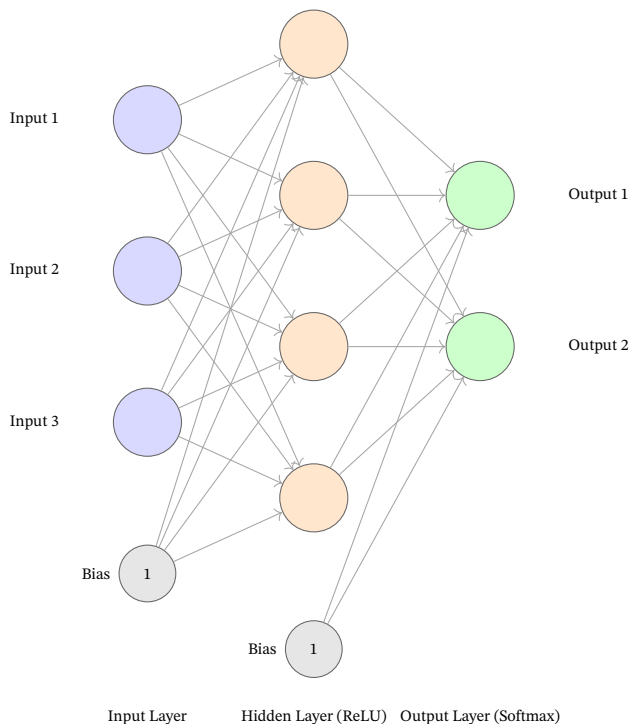 Input 1
Output 1
Input 2
Output 2
Input 3
Bias 1
Bias 1
Input Layer
Hidden Layer (ReLU)
Output Layer (Softmax)